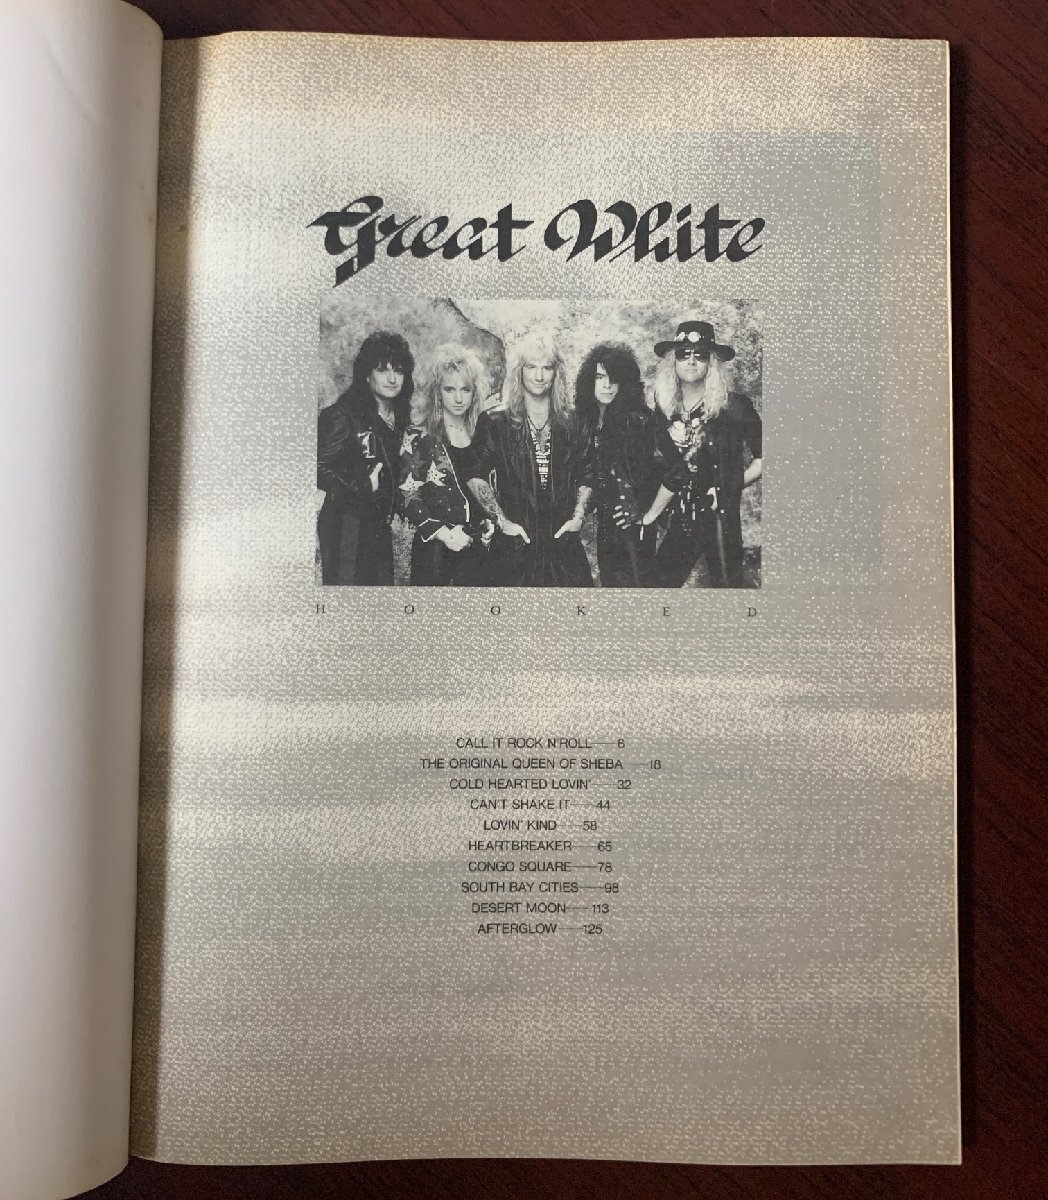 Great White
HOOKED
CALL IT ROCK N'ROLL—6
THE ORIGINAL QUEEN OF SHEBA—18
COLD HEARTED LOVIN'—32
CAN'T SHAKE IT—44
LOVIN' KIND—58
HEARTBREAKER—65
CONGO SQUARE—78
SOUTH BAY CITIES—98
DESERT MOON—113
AFTERGLOW—125